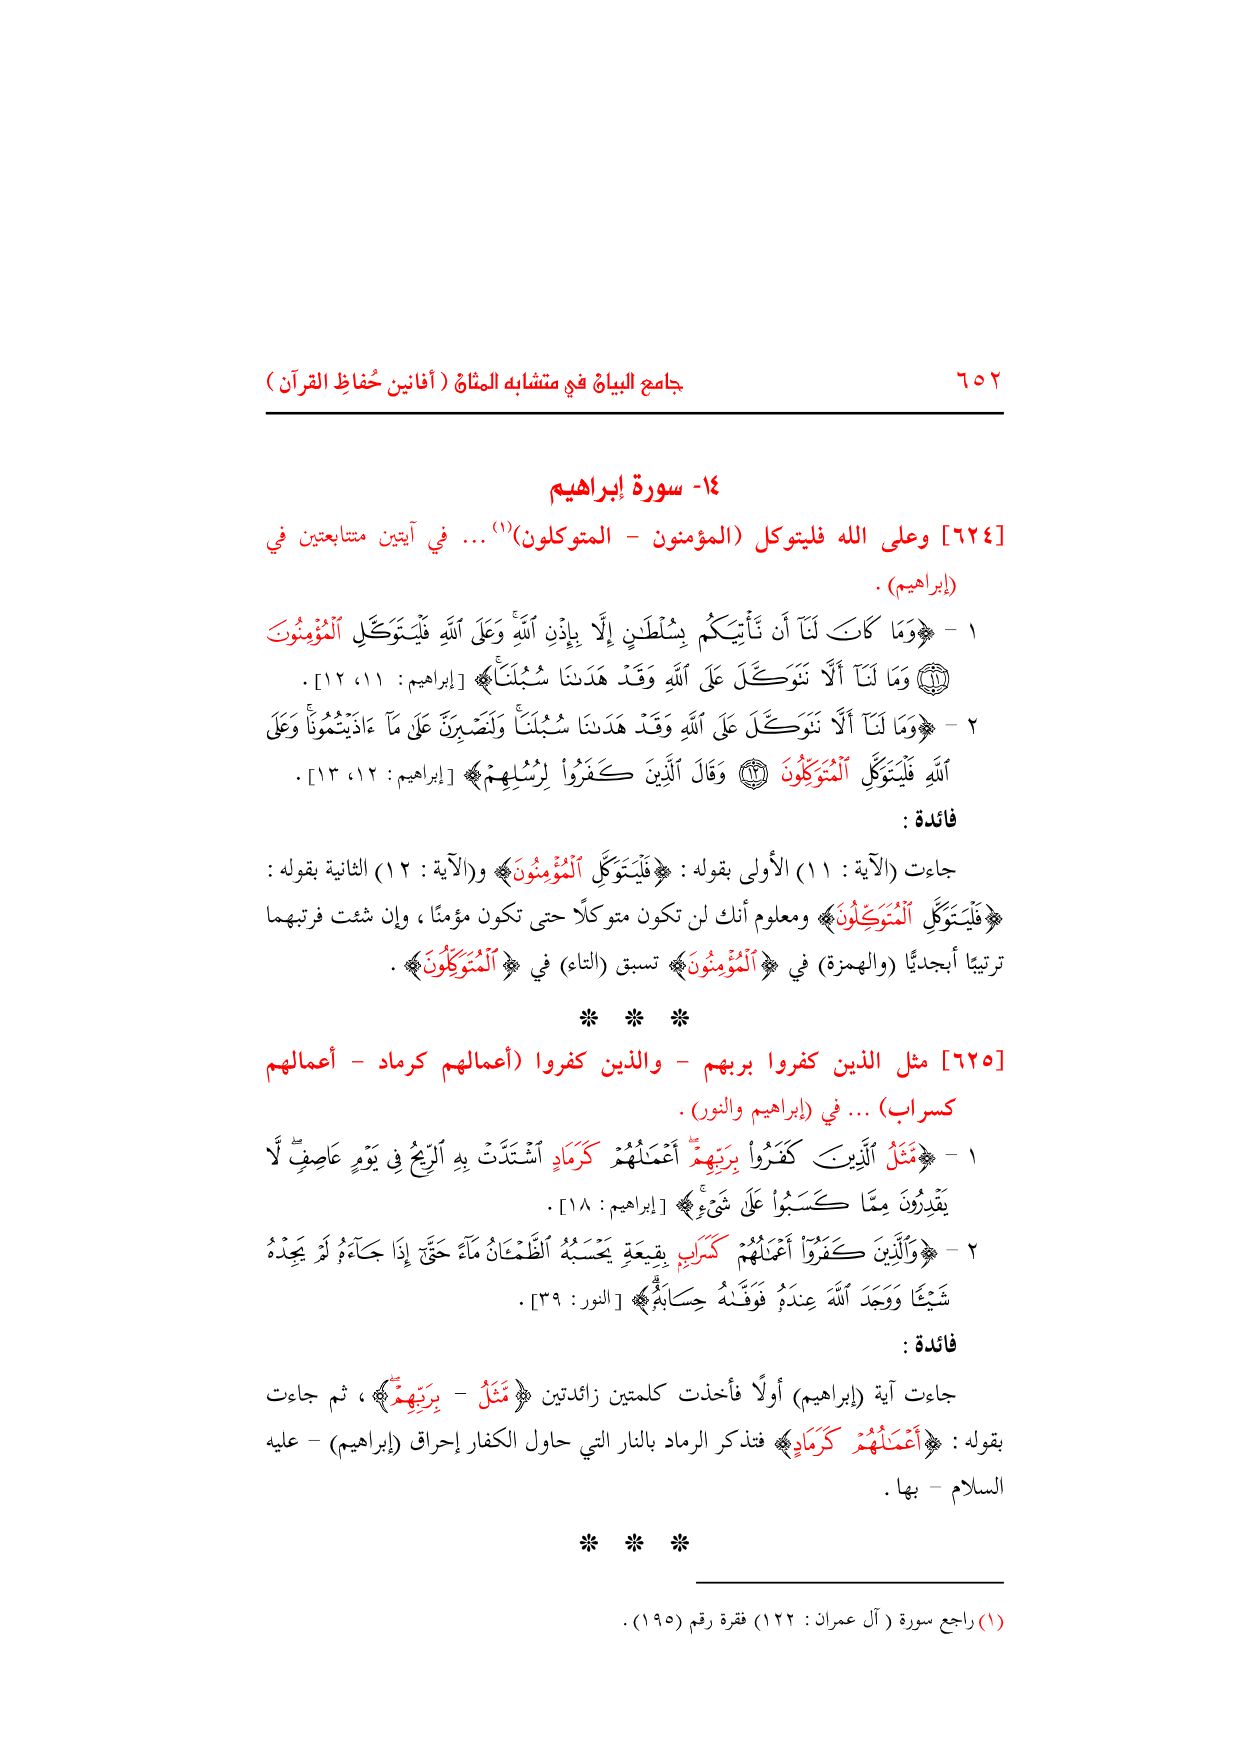 ٦٥٢ جامع البيان في متشابه المثان ( أفانين حُفاظِ القرآن )
١٤- سورة إبراهيم
[٦٢٤] وعلى الله فليتوكل (المؤمنون – المتوكلون)(١) ... في آيتين متتابعتين في
(إبراهيم) .
١ – ﴿وَمَا كَانَ لَنَآ أَن نَّأْتِيَكُم بِسُلْطَٰنٍ إِلَّا بِإِذْنِ ٱللَّهِۚ وَعَلَى ٱللَّهِ فَلْيَتَوَكَّلِ ٱلْمُؤْمِنُونَ
۝١١ وَمَا لَنَآ أَلَّا نَتَوَكَّلَ عَلَى ٱللَّهِ وَقَدْ هَدَىٰنَا سُبُلَنَاۚ﴾ [إبراهيم: ١١، ١٢] .
٢ – ﴿وَمَا لَنَآ أَلَّا نَتَوَكَّلَ عَلَى ٱللَّهِ وَقَدْ هَدَىٰنَا سُبُلَنَاۚ وَلَنَصْبِرَنَّ عَلَىٰ مَآ ءَاذَيْتُمُونَاۚ وَعَلَى
ٱللَّهِ فَلْيَتَوَكَّلِ ٱلْمُتَوَكِّلُونَ ۝١٢ وَقَالَ ٱلَّذِينَ كَفَرُوا۟ لِرُسُلِهِمْ﴾ [إبراهيم: ١٢، ١٣] .
فائدة :
جاءت (الآية : ١١) الأولى بقوله : ﴿فَلْيَتَوَكَّلِ ٱلْمُؤْمِنُونَ﴾ و(الآية : ١٢) الثانية بقوله :
﴿فَلْيَتَوَكَّلِ ٱلْمُتَوَكِّلُونَ﴾ ومعلوم أنك لن تكون متوكلًا حتى تكون مؤمنًا ، وإن شئت فرتبهما
ترتيبًا أبجديًّا (والهمزة) في ﴿ٱلْمُؤْمِنُونَ﴾ تسبق (التاء) في ﴿ٱلْمُتَوَكِّلُونَ﴾ .
[٦٢٥] مثل الذين كفروا بربهم – والذين كفروا (أعمالهم كرماد – أعمالهم
كسراب) ... في (إبراهيم والنور) .
١ – ﴿مَّثَلُ ٱلَّذِينَ كَفَرُوا۟ بِرَبِّهِمْۖ أَعْمَٰلُهُمْ كَرَمَادٍ ٱشْتَدَّتْ بِهِ ٱلرِّيحُ فِى يَوْمٍ عَاصِفٍۖ لَّا
يَقْدِرُونَ مِمَّا كَسَبُوا۟ عَلَىٰ شَىْءٍۚ﴾ [إبراهيم: ١٨] .
٢ – ﴿وَٱلَّذِينَ كَفَرُوٓا۟ أَعْمَٰلُهُمْ كَسَرَابٍۭ بِقِيعَةٍ يَحْسَبُهُ ٱلظَّمْـَٔانُ مَآءً حَتَّىٰٓ إِذَا جَآءَهُۥ لَمْ يَجِدْهُ
شَيْـًٔا وَوَجَدَ ٱللَّهَ عِندَهُۥ فَوَفَّىٰهُ حِسَابَهُۥۗ﴾ [النور: ٣٩] .
فائدة :
جاءت آية (إبراهيم) أولًا فأخذت كلمتين زائدتين ﴿مَّثَلُ – بِرَبِّهِمْۖ﴾ ، ثم جاءت
بقوله : ﴿أَعْمَٰلُهُمْ كَرَمَادٍ﴾ فتذكر الرماد بالنار التي حاول الكفار إحراق (إبراهيم) – عليه
السلام – بها .
(١) راجع سورة ( آل عمران : ١٢٢) فقرة رقم (١٩٥) .